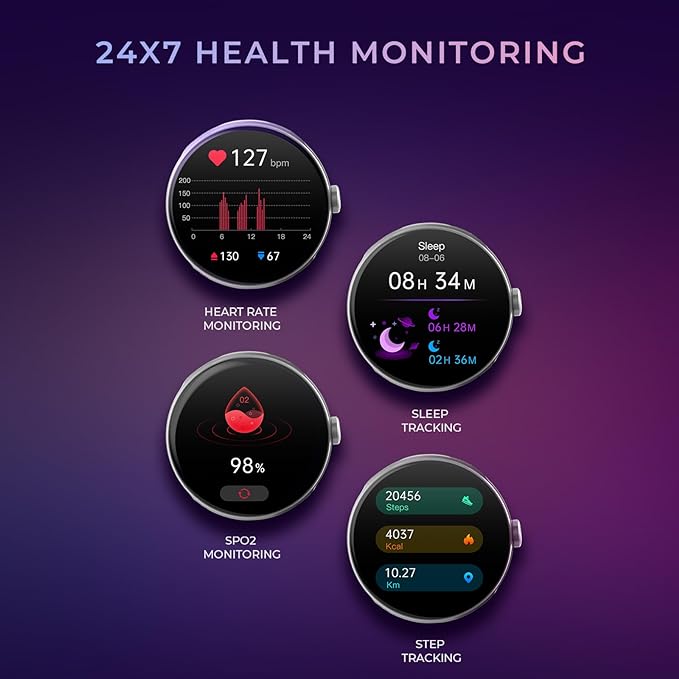 24X7 HEALTH MONITORING
127 bpm
200
150
100
50
0 6 12 18 24
130 67
HEART RATE
MONITORING
Sleep
08-06
08H 34M
06H 28M
02H 36M
SLEEP
TRACKING
02
98%
SPO2
MONITORING
20456
Steps
4037
Kcal
10.27
Km
STEP
TRACKING